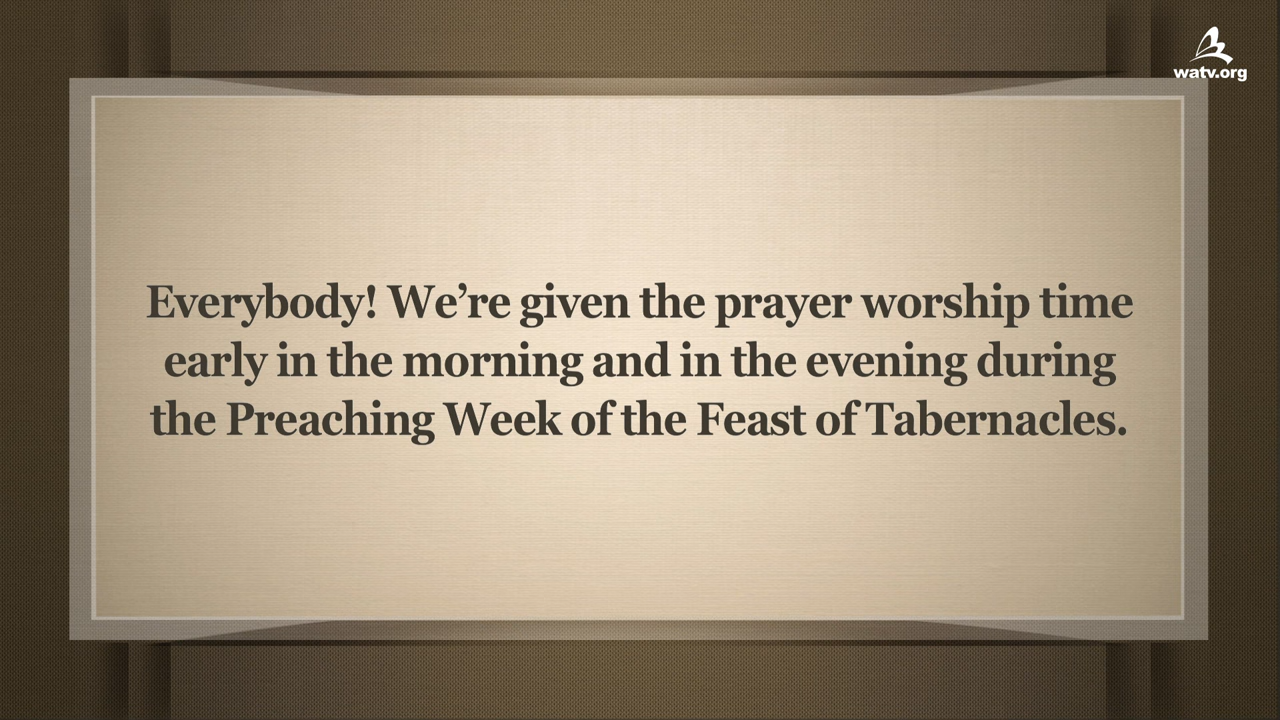 watv.org
Everybody! We’re given the prayer worship time
early in the morning and in the evening during
the Preaching Week of the Feast of Tabernacles.